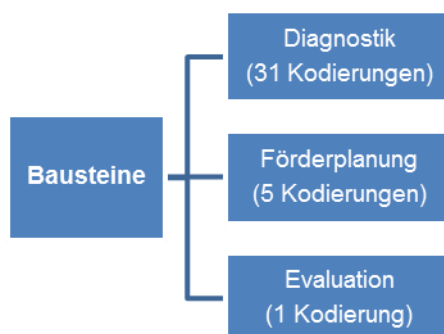 Diagnostik
(31 Kodierungen)
Bausteine
Förderplanung
(5 Kodierungen)
Evaluation
(1 Kodierung)